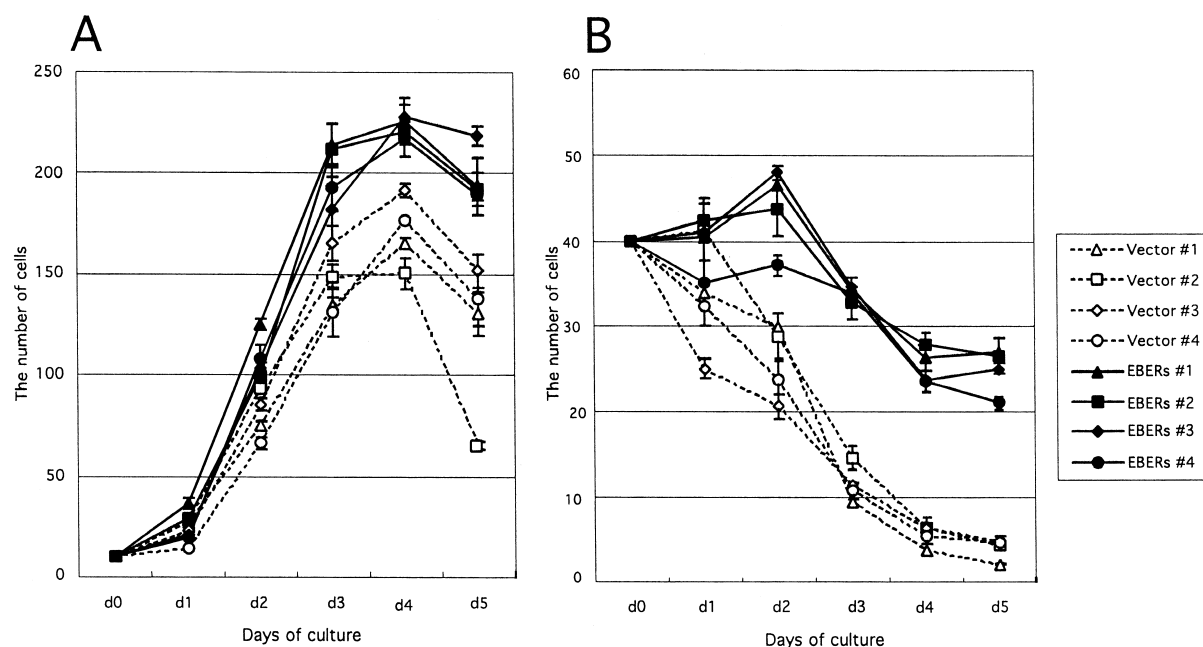 A
The number of cells
250
200
150
100
50
0
d0 d1 d2 d3 d4 d5
Days of culture
B
The number of cells
60
50
40
30
20
10
0
d0 d1 d2 d3 d4 d5
Days of culture
Vector #1
Vector #2
Vector #3
Vector #4
EBERs #1
EBERs #2
EBERs #3
EBERs #4